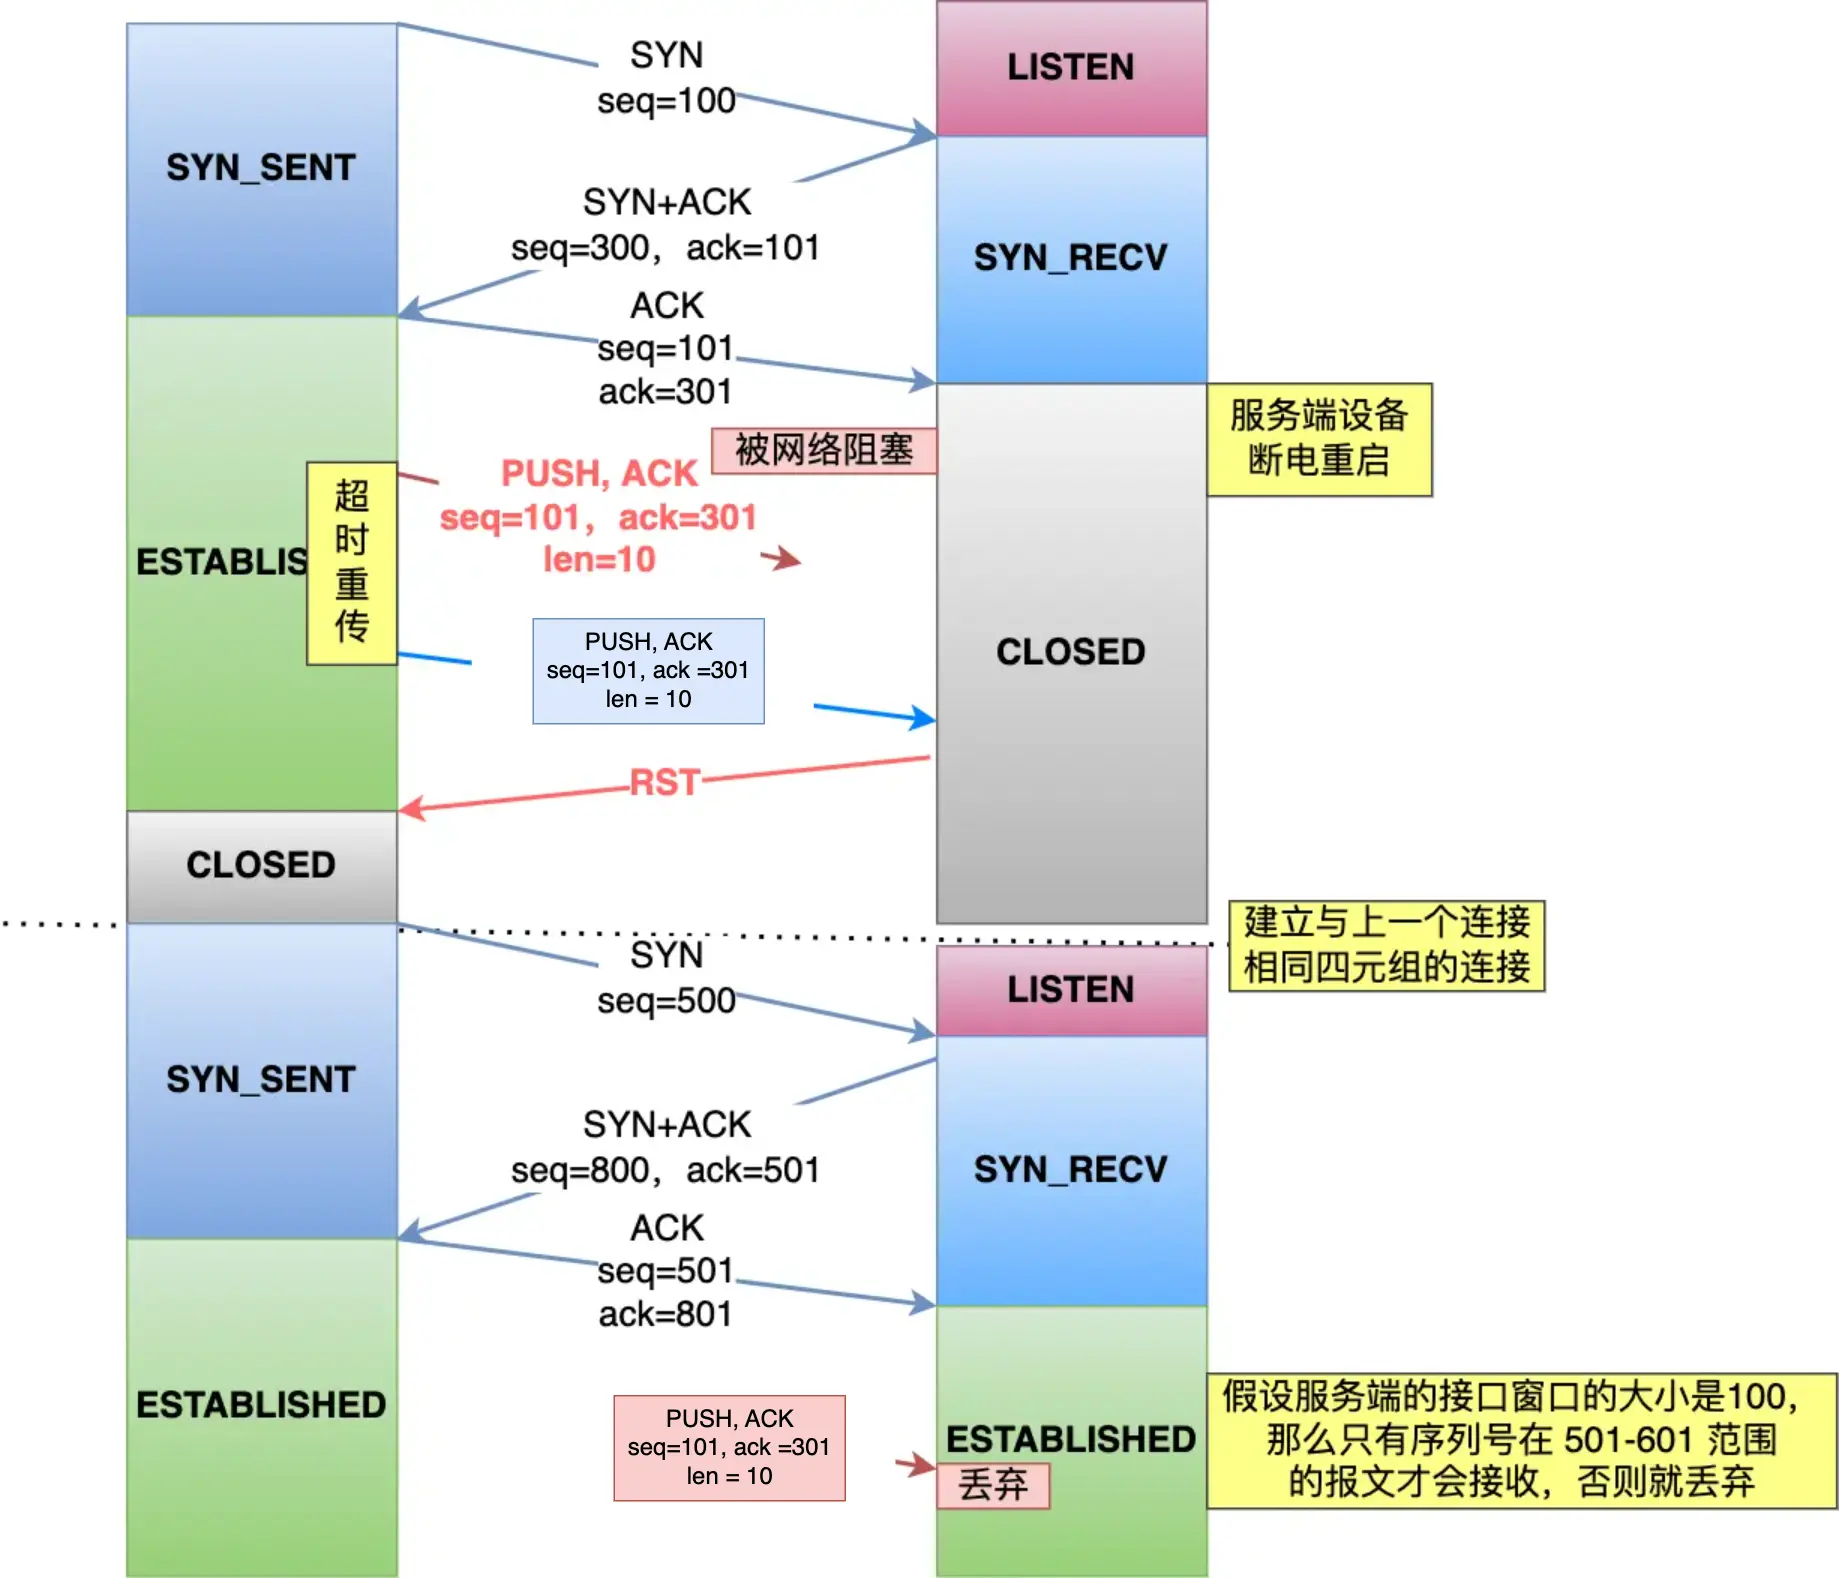 SYN
seq=100
LISTEN
SYN_SENT
SYN+ACK
seq=300，ack=101
SYN_RECV
ACK
seq=101
ack=301
服务端设备
断电重启
被网络阻塞
PUSH, ACK
seq=101，ack=301
len=10
超
时
重
传
ESTABLIS
PUSH, ACK
seq=101, ack =301
len = 10
CLOSED
RST
CLOSED
建立与上一个连接
相同四元组的连接
SYN
seq=500
LISTEN
SYN_SENT
SYN+ACK
seq=800，ack=501
SYN_RECV
ACK
seq=501
ack=801
ESTABLISHED
PUSH, ACK
seq=101, ack =301
len = 10
ESTABLISHED
丢弃
假设服务端的接口窗口的大小是100，
那么只有序列号在 501-601 范围
的报文才会接收，否则就丢弃